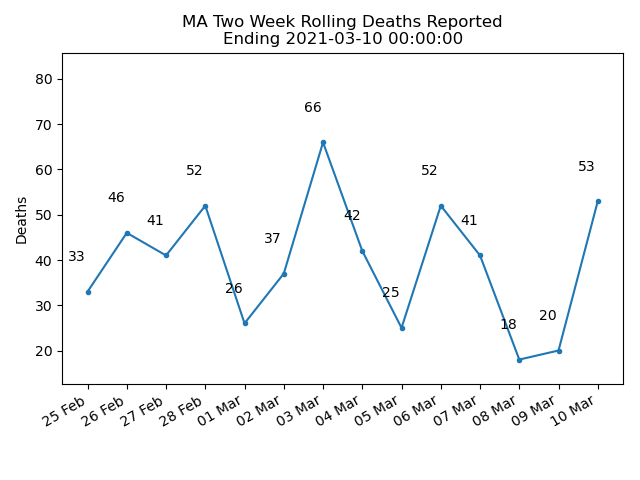 MA Two Week Rolling Deaths Reported
Ending 2021-03-10 00:00:00
80
70
60
50
40
30
20
Deaths
33
46
41
52
26
37
66
42
25
52
41
18
20
53
25 Feb
26 Feb
27 Feb
28 Feb
01 Mar
02 Mar
03 Mar
04 Mar
05 Mar
06 Mar
07 Mar
08 Mar
09 Mar
10 Mar